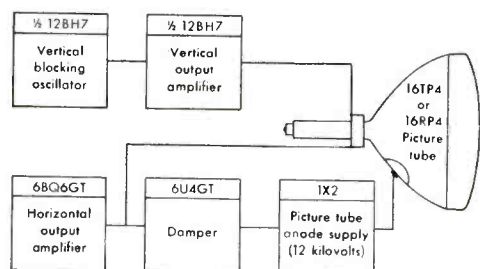 ½ 12BH7
Vertical
blocking
oscillator
½ 12BH7
Vertical
output
amplifier
16TP4
or
16RP4
Picture
tube
6BQ6GT
Horizontal
output
amplifier
6U4GT
Damper
1X2
Picture tube
anode supply
(12 kilovolts)